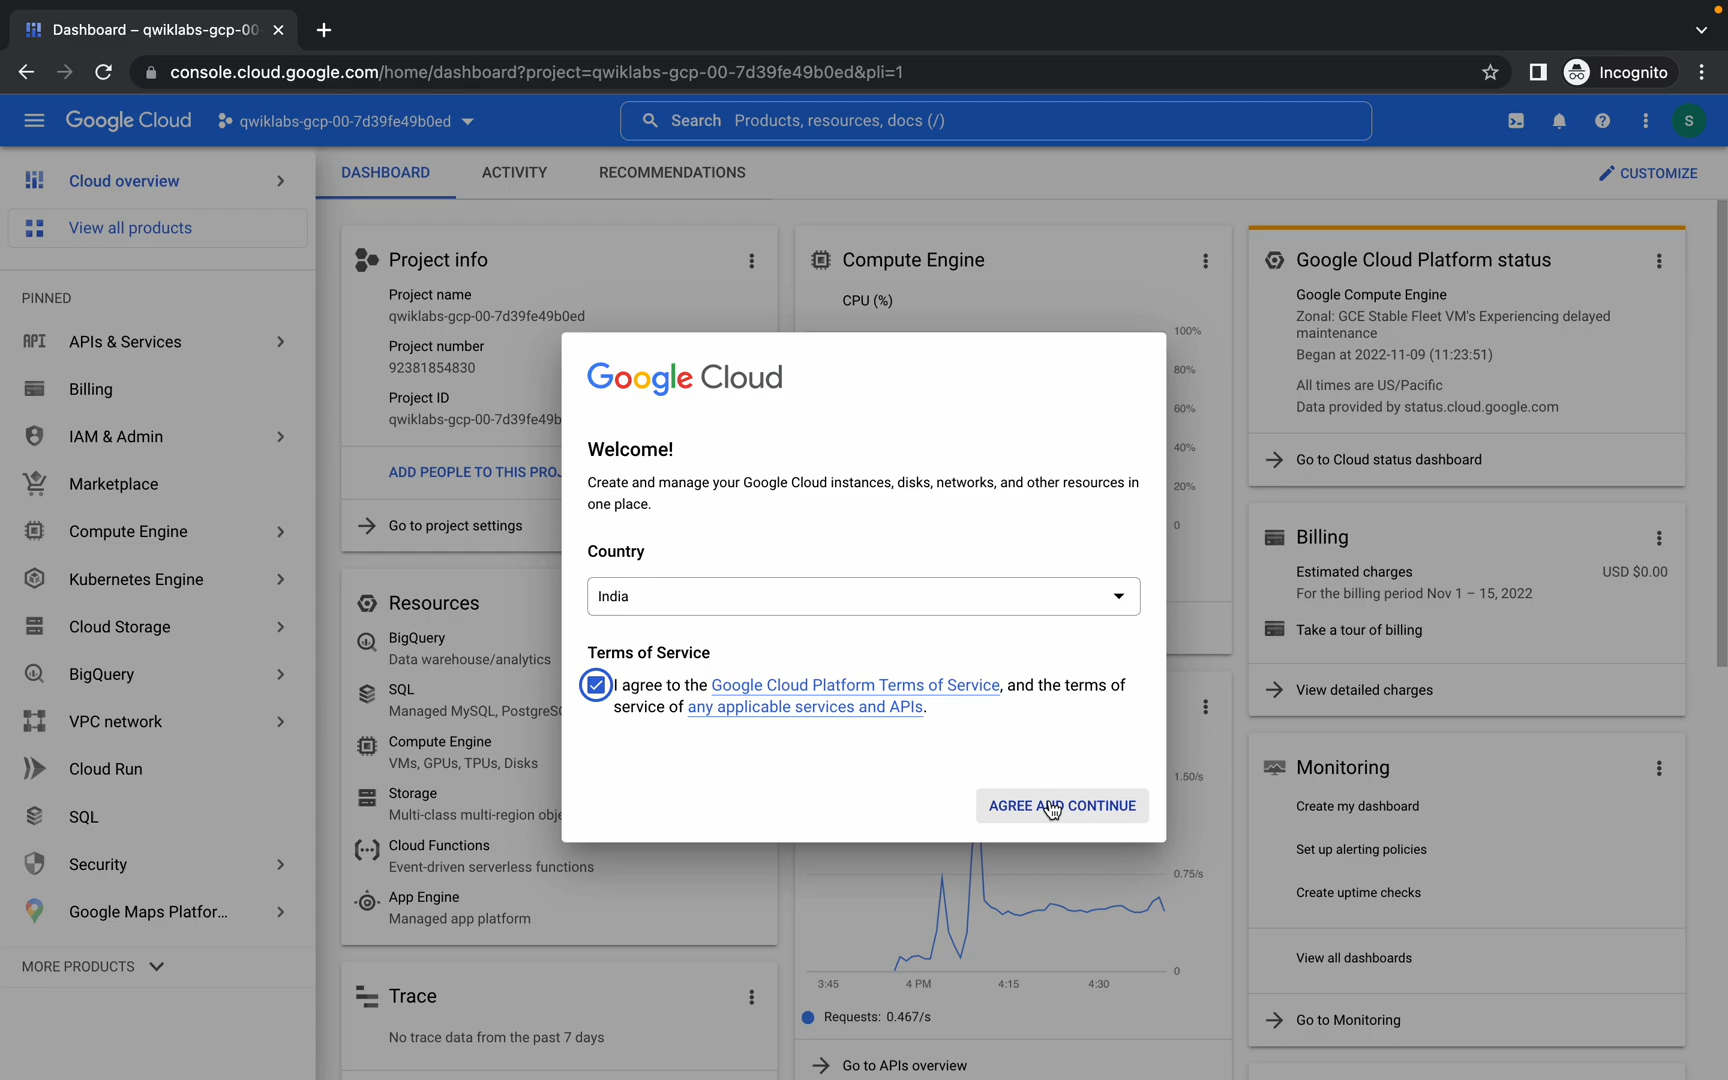 Dashboard – qwiklabs-gcp-00
console.cloud.google.com/home/dashboard?project=qwiklabs-gcp-00-7d39fe49b0ed&pli=1
Incognito
Google Cloud
qwiklabs-gcp-00-7d39fe49b0ed
Search Products, resources, docs (/)
S
Cloud overview
View all products
PINNED
API APIs & Services
Billing
IAM & Admin
Marketplace
Compute Engine
Kubernetes Engine
Cloud Storage
BigQuery
VPC network
Cloud Run
SQL
Security
Google Maps Platfor...
MORE PRODUCTS
DASHBOARD
ACTIVITY
RECOMMENDATIONS
CUSTOMIZE
Project info
Project name
qwiklabs-gcp-00-7d39fe49b0ed
Project number
92381854830
Project ID
qwiklabs-gcp-00-7d39fe49b
ADD PEOPLE TO THIS PROJ
Go to project settings
Resources
BigQuery
Data warehouse/analytics
SQL
Managed MySQL, PostgreS
Compute Engine
VMs, GPUs, TPUs, Disks
Storage
Multi-class multi-region obje
Cloud Functions
Event-driven serverless functions
App Engine
Managed app platform
Trace
No trace data from the past 7 days
Compute Engine
CPU (%)
100%
80%
60%
40%
20%
0
Google Cloud
Welcome!
Create and manage your Google Cloud instances, disks, networks, and other resources in
one place.
Country
India
Terms of Service
I agree to the Google Cloud Platform Terms of Service, and the terms of
service of any applicable services and APIs.
AGREE AND CONTINUE
1.50/s
0.75/s
0
3:45 4 PM 4:15 4:30
Requests: 0.467/s
Go to APIs overview
Google Cloud Platform status
Google Compute Engine
Zonal: GCE Stable Fleet VM's Experiencing delayed
maintenance
Began at 2022-11-09 (11:23:51)
All times are US/Pacific
Data provided by status.cloud.google.com
Go to Cloud status dashboard
Billing
Estimated charges USD $0.00
For the billing period Nov 1 – 15, 2022
Take a tour of billing
View detailed charges
Monitoring
Create my dashboard
Set up alerting policies
Create uptime checks
View all dashboards
Go to Monitoring